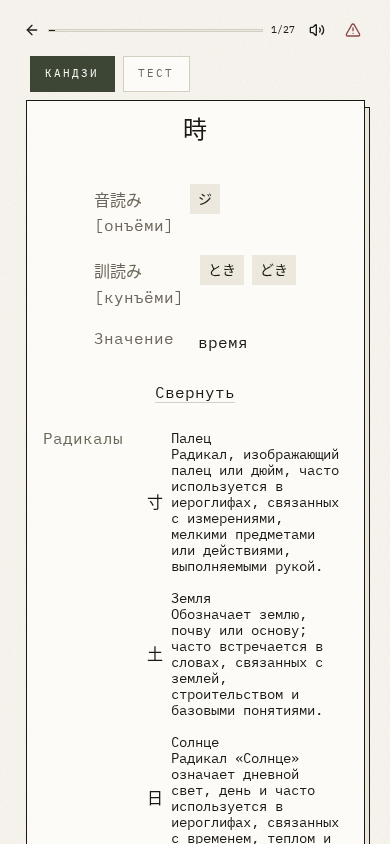 1/27
КАНДЗИ ТЕСТ
時
音読み ジ
[онъёми]
訓読み とき どき
[кунъёми]
Значение время
Свернуть
Радикалы
寸
Палец
Радикал, изображающий
палец или дюйм, часто
используется в
иероглифах, связанных
с измерениями,
мелкими предметами
или действиями,
выполняемыми рукой.
土
Земля
Обозначает землю,
почву или основу;
часто встречается в
словах, связанных с
землей,
строительством и
базовыми понятиями.
日
Солнце
Радикал «Солнце»
означает дневной
свет, день и часто
используется в
иероглифах, связанных
с временем, теплом и